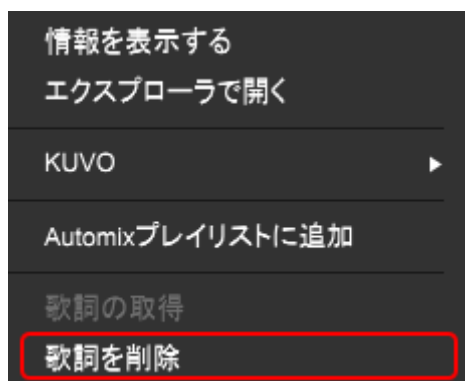 情報を表示する
エクスプローラで開く
KUVO
Automixプレイリストに追加
歌詞の取得
歌詞を削除